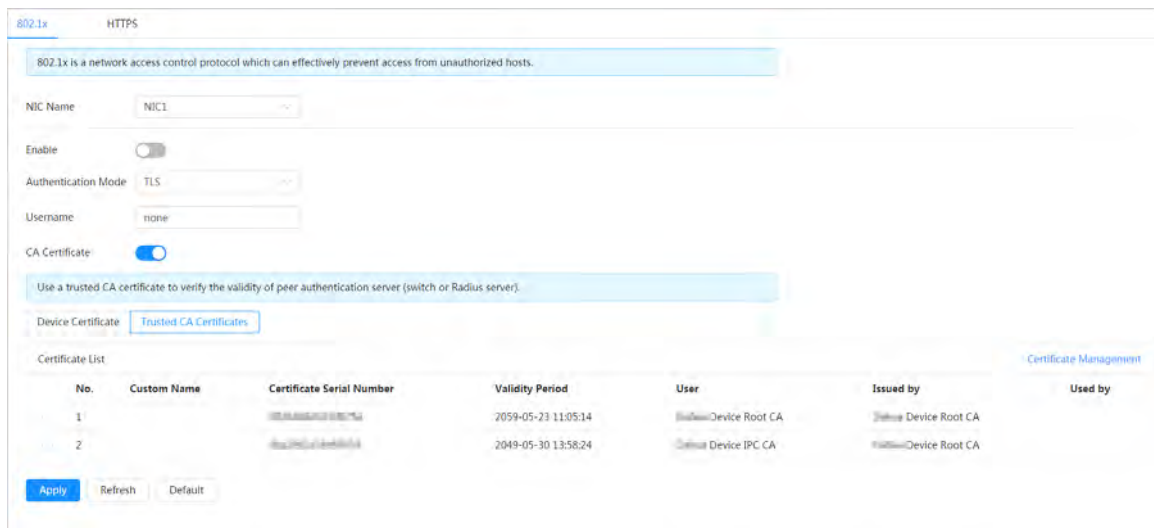 802.1x HTTPS
802.1x is a network access control protocol which can effectively prevent access from unauthorized hosts.
NIC Name NIC1
Enable
Authentication Mode TLS
Username none
CA Certificate
Use a trusted CA certificate to verify the validity of peer authentication server (switch or Radius server).
Device Certificate Trusted CA Certificates
Certificate List Certificate Management
No. Custom Name Certificate Serial Number Validity Period User Issued by Used by
1 2059-05-23 11:05:14 Device Root CA Device Root CA
2 2049-05-30 13:58:24 Device IPC CA Device Root CA
Apply Refresh Default